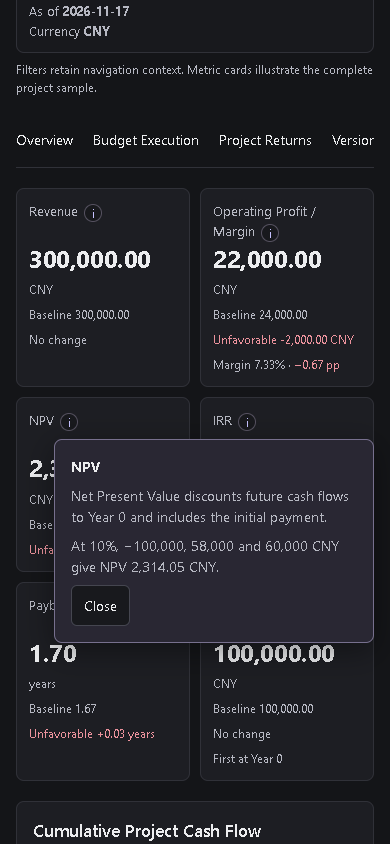 As of 2026-11-17
Currency CNY
Filters retain navigation context. Metric cards illustrate the complete
project sample.
Overview Budget Execution Project Returns Version
Revenue i
300,000.00
CNY
Baseline 300,000.00
No change
Operating Profit /
Margin i
22,000.00
CNY
Baseline 24,000.00
Unfavorable -2,000.00 CNY
Margin 7.33% · −0.67 pp
NPV i
IRR i
2,3
CNY
Base
Unfa
NPV
Net Present Value discounts future cash flows
to Year 0 and includes the initial payment.
At 10%, −100,000, 58,000 and 60,000 CNY
give NPV 2,314.05 CNY.
Close
Payb
1.70
years
Baseline 1.67
Unfavorable +0.03 years
100,000.00
CNY
Baseline 100,000.00
No change
First at Year 0
Cumulative Project Cash Flow